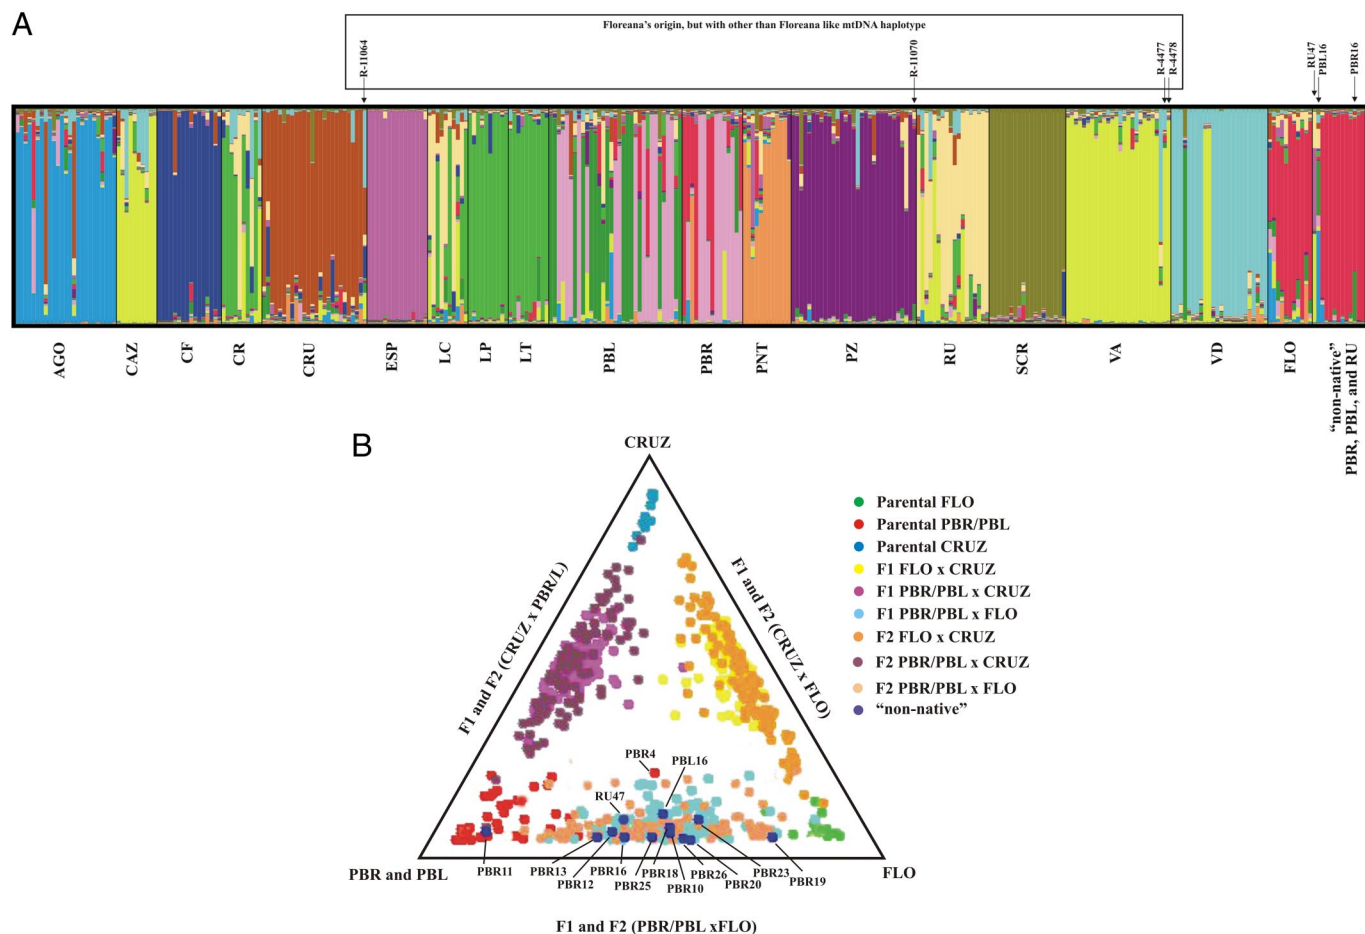 A
Floreana's origin, but with other than Floreana like mtDNA haplotype
R-11064
R-11070
R-4477
R-4478
RU47
PBL16
PBR16
AGO
CAZ
CF
CR
CRU
ESP
LC
LP
LT
PBL
PBR
PNT
PZ
RU
SCR
VA
VD
FLO
"non-native"
PBR, PBL, and RU
B
CRUZ
F1 and F2 (CRUZ x PBR/L)
F1 and F2 (CRUZ x FLO)
Parental FLO
Parental PBR/PBL
Parental CRUZ
F1 FLO x CRUZ
F1 PBR/PBL x CRUZ
F1 PBR/PBL x FLO
F2 FLO x CRUZ
F2 PBR/PBL x CRUZ
F2 PBR/PBL x FLO
"non-native"
PBR4
PBL16
RU47
PBR11
PBR13
PBR12
PBR16
PBR25
PBR18
PBR10
PBR26
PBR20
PBR23
PBR19
PBR and PBL
FLO
F1 and F2 (PBR/PBL xFLO)